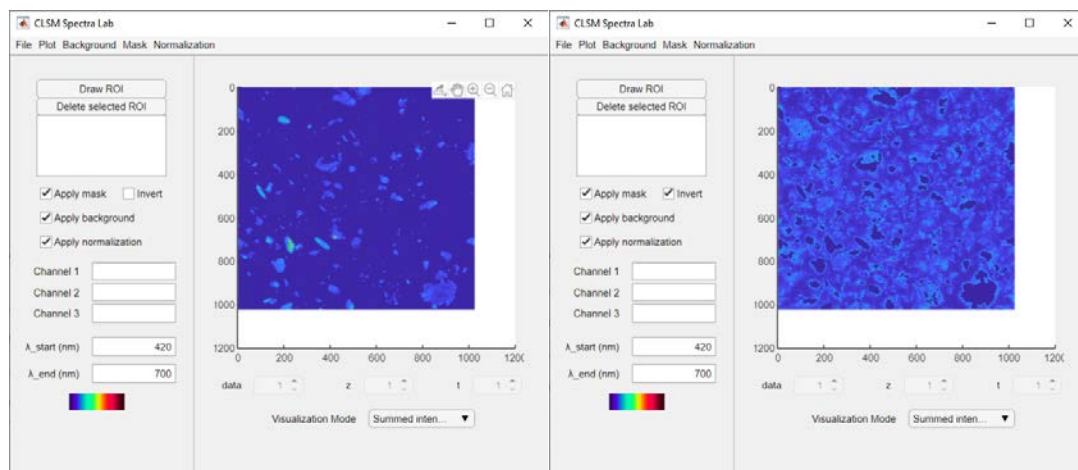 CLSM Spectra Lab
File Plot Background Mask Normalization
Draw ROI
Delete selected ROI
Apply mask Invert
Apply background
Apply normalization
Channel 1
Channel 2
Channel 3
λ_start (nm) 420
λ_end (nm) 700
0
200
400
600
800
1000
1200
0 200 400 600 800 1000 1200
data 1 z 1 t 1
Visualization Mode Summed inten...
CLSM Spectra Lab
File Plot Background Mask Normalization
Draw ROI
Delete selected ROI
Apply mask Invert
Apply background
Apply normalization
Channel 1
Channel 2
Channel 3
λ_start (nm) 420
λ_end (nm) 700
0
200
400
600
800
1000
1200
0 200 400 600 800 1000 120
data 1 z 1 t 1
Visualization Mode Summed inten...